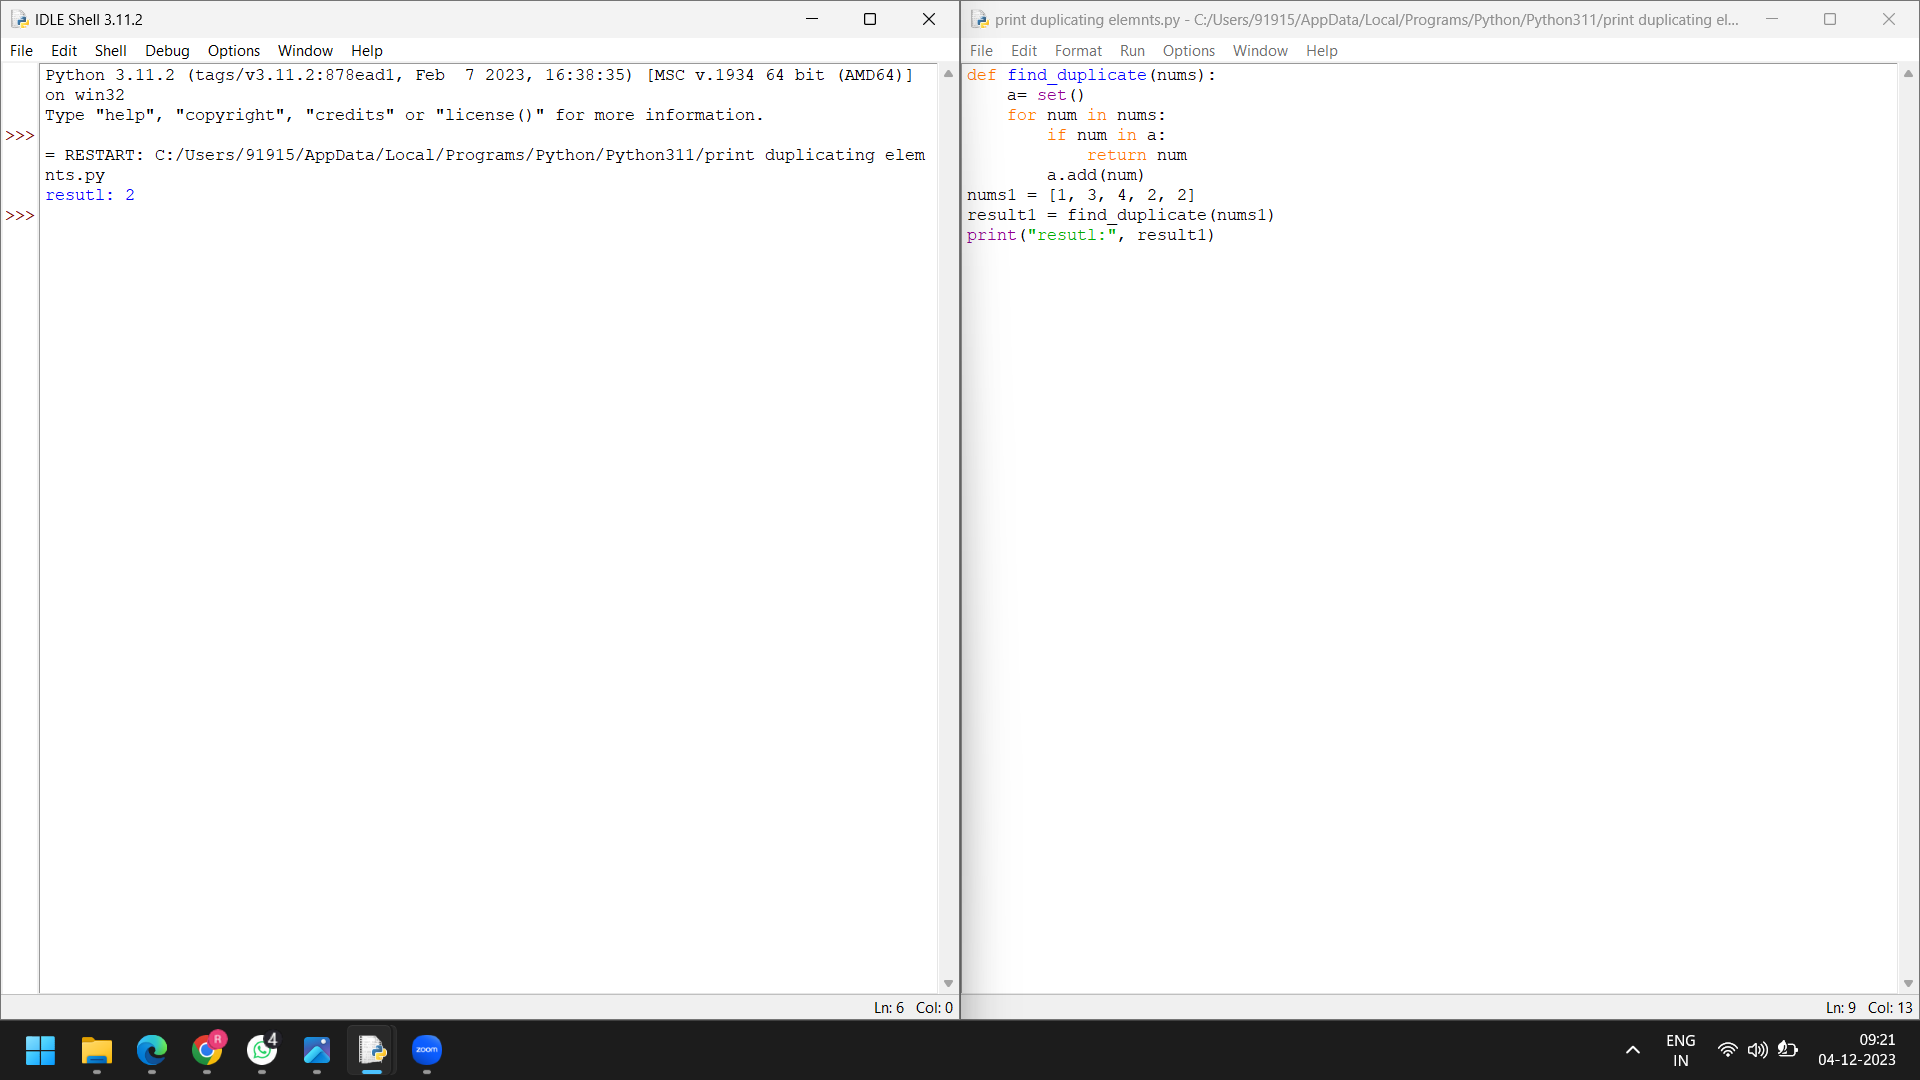 IDLE Shell 3.11.2
File Edit Shell Debug Options Window Help
Python 3.11.2 (tags/v3.11.2:878ead1, Feb  7 2023, 16:38:35) [MSC v.1934 64 bit (AMD64)]
on win32
Type "help", "copyright", "credits" or "license()" for more information.
>>>
= RESTART: C:/Users/91915/AppData/Local/Programs/Python/Python311/print duplicating elem
nts.py
resutl: 2
>>>
Ln: 6 Col: 0
print duplicating elemnts.py - C:/Users/91915/AppData/Local/Programs/Python/Python311/print duplicating el...
File Edit Format Run Options Window Help
def find_duplicate(nums):
    a= set()
    for num in nums:
        if num in a:
            return num
        a.add(num)
nums1 = [1, 3, 4, 2, 2]
result1 = find_duplicate(nums1)
print("resutl:", result1)
Ln: 9 Col: 13
R
4
zoom
ENG
IN
09:21
04-12-2023